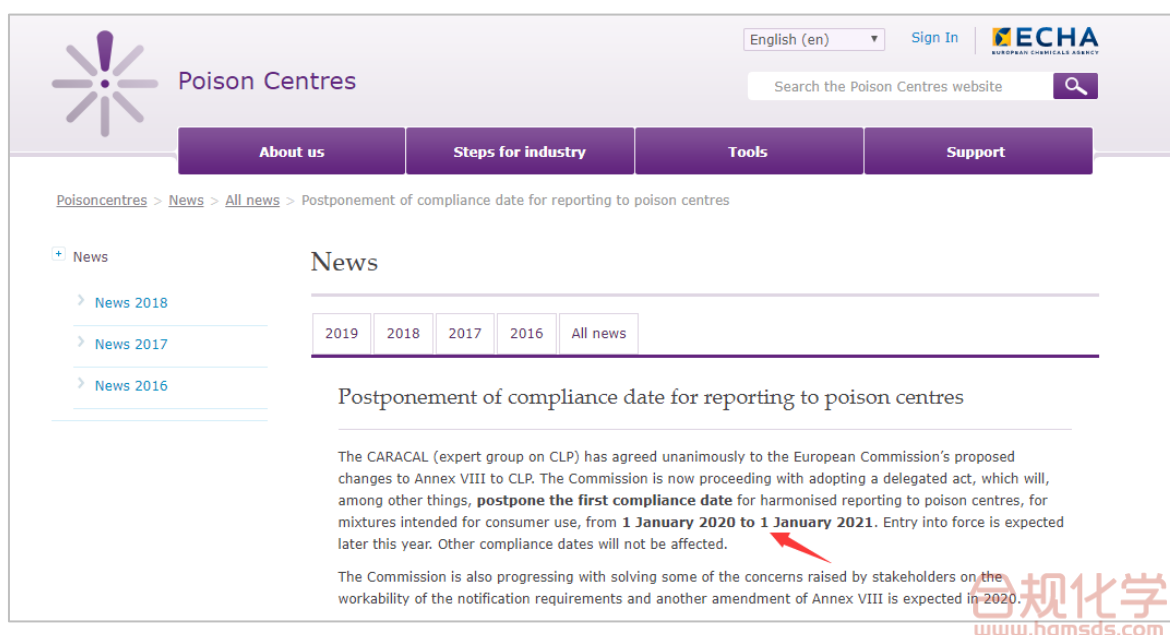 English (en)
Sign In
ECHA
EUROPEAN CHEMICALS AGENCY
Poison Centres
Search the Poison Centres website
About us
Steps for industry
Tools
Support
Poisoncentres > News > All news > Postponement of compliance date for reporting to poison centres
News
News 2018
News 2017
News 2016
News
2019
2018
2017
2016
All news
Postponement of compliance date for reporting to poison centres
The CARACAL (expert group on CLP) has agreed unanimously to the European Commission’s proposed
changes to Annex VIII to CLP. The Commission is now proceeding with adopting a delegated act, which will,
among other things, postpone the first compliance date for harmonised reporting to poison centres, for
mixtures intended for consumer use, from 1 January 2020 to 1 January 2021. Entry into force is expected
later this year. Other compliance dates will not be affected.
The Commission is also progressing with solving some of the concerns raised by stakeholders on the
workability of the notification requirements and another amendment of Annex VIII is expected in 2020.
合规化学
www.hgmsds.com